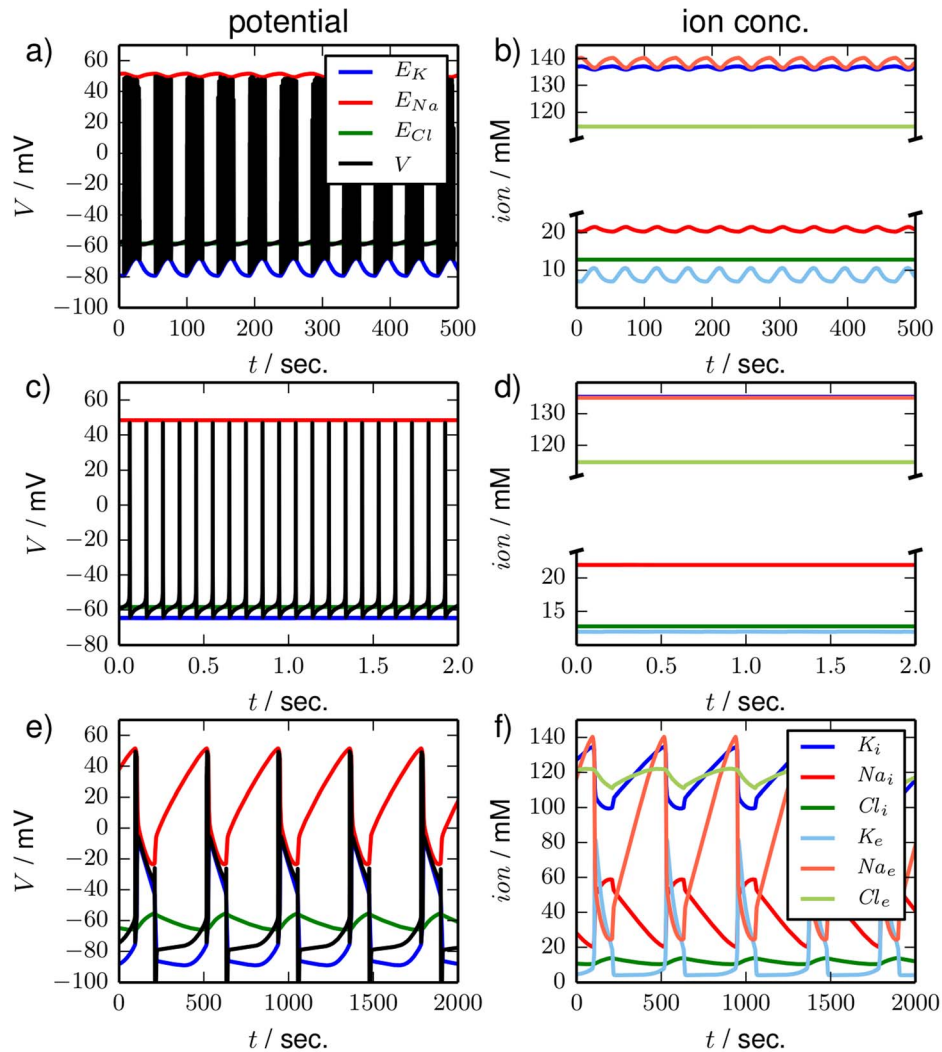 potential
ion conc.
a)
60
40
20
0
−20
−40
−60
−80
−100
V / mV
E_K
E_Na
E_Cl
V
0 100 200 300 400 500
t / sec.
b)
140
130
120
20
10
ion / mM
0 100 200 300 400 500
t / sec.
c)
60
40
20
0
−20
−40
−60
−80
V / mV
0.0 0.5 1.0 1.5 2.0
t / sec.
d)
130
120
20
15
ion / mM
0.0 0.5 1.0 1.5 2.0
t / sec.
e)
60
40
20
0
−20
−40
−60
−80
−100
V / mV
0 500 1000 1500 2000
t / sec.
f)
140
120
100
80
60
40
20
0
ion / mM
K_i
Na_i
Cl_i
K_e
Na_e
Cl_e
0 500 1000 1500 2000
t / sec.